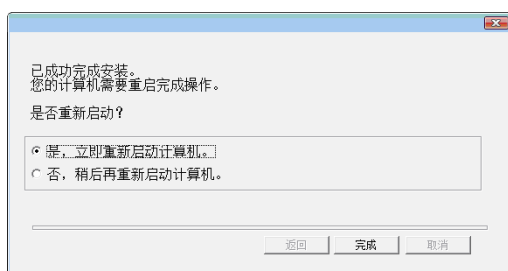 已成功完成安装。
您的计算机需要重启完成操作。
是否重新启动？
是，立即重新启动计算机。
否，稍后再重新启动计算机。
返回
完成
取消